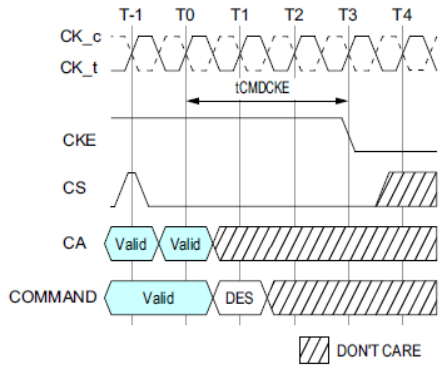 T-1 T0 T1 T2 T3 T4
CK_c
CK_t
tCMDCKE
CKE
CS
CA Valid Valid
COMMAND Valid DES
DON'T CARE